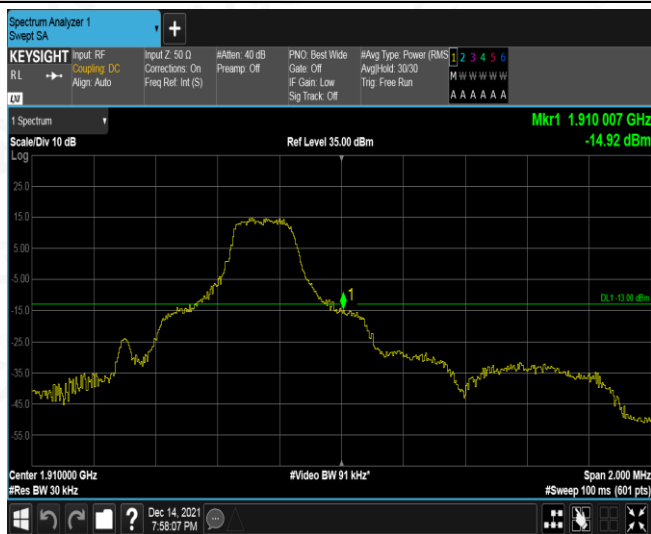 Spectrum Analyzer 1
Swept SA
+
KEYSIGHT
RL
LXI
Input: RF
Coupling: DC
Align: Auto
Input Z: 50 Ω
Corrections: On
Freq Ref: Int (S)
#Atten: 40 dB
Preamp: Off
PNO: Best Wide
Gate: Off
IF Gain: Low
Sig Track: Off
#Avg Type: Power (RMS
Avg|Hold: 30/30
Trig: Free Run
1 2 3 4 5 6
M W W W W W
A A A A A A
1 Spectrum
Mkr1 1.910 007 GHz
Scale/Div 10 dB
Ref Level 35.00 dBm
-14.92 dBm
Log
25.0
15.0
5.00
-5.00
1
DL1 -13.00 dBm
-15.0
-25.0
-35.0
-45.0
-55.0
Center 1.910000 GHz
#Video BW 91 kHz*
Span 2.000 MHz
#Res BW 30 kHz
#Sweep 100 ms (601 pts)
?
Dec 14, 2021
7:58:07 PM